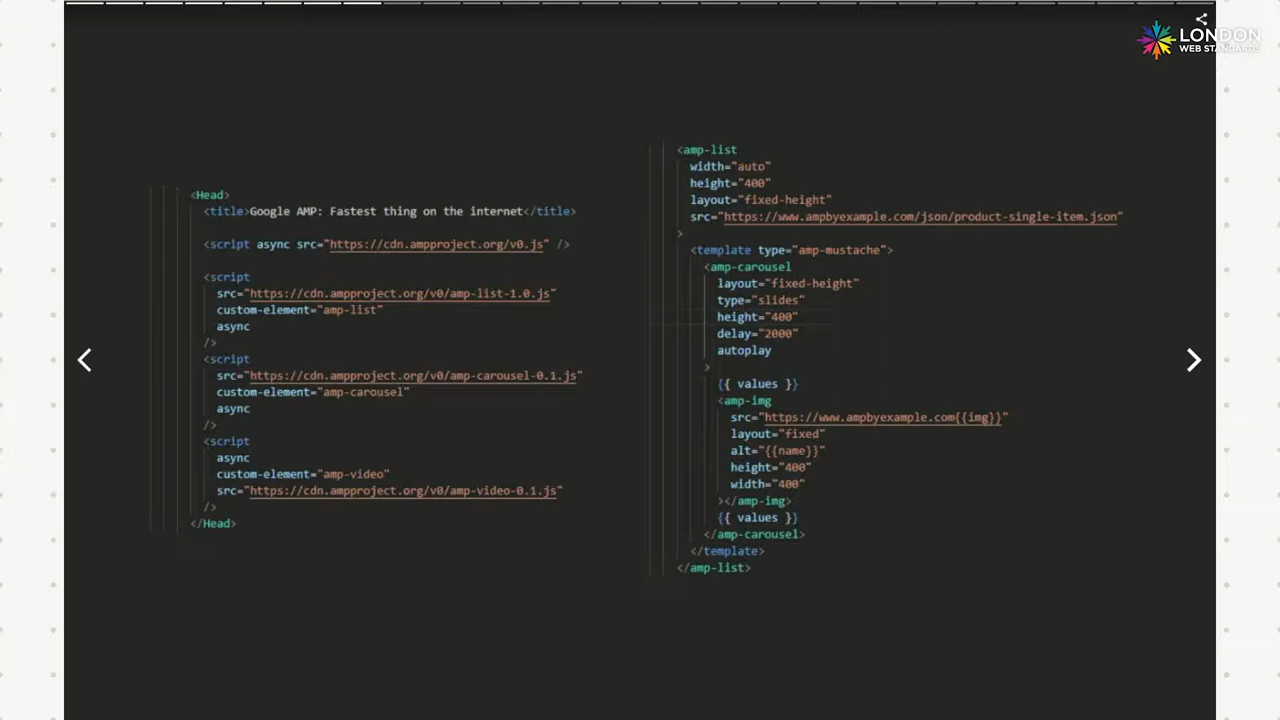 LONDON
WEB STANDARDS
<Head>
<title>Google AMP: Fastest thing on the internet</title>
<script async src="https://cdn.ampproject.org/v0.js" />
<script
src="https://cdn.ampproject.org/v0/amp-list-1.0.js"
custom-element="amp-list"
async
/>
<script
src="https://cdn.ampproject.org/v0/amp-carousel-0.1.js"
custom-element="amp-carousel"
async
/>
<script
async
custom-element="amp-video"
src="https://cdn.ampproject.org/v0/amp-video-0.1.js"
/>
</Head>
<amp-list
width="auto"
height="400"
layout="fixed-height"
src="https://www.ampbyexample.com/json/product-single-item.json"
>
<template type="amp-mustache">
<amp-carousel
layout="fixed-height"
type="slides"
height="400"
delay="2000"
autoplay
>
{{ values }}
<amp-img
src="https://www.ampbyexample.com{{img}}"
layout="fixed"
alt="{{name}}"
height="400"
width="400"
></amp-img>
{{ values }}
</amp-carousel>
</template>
</amp-list>